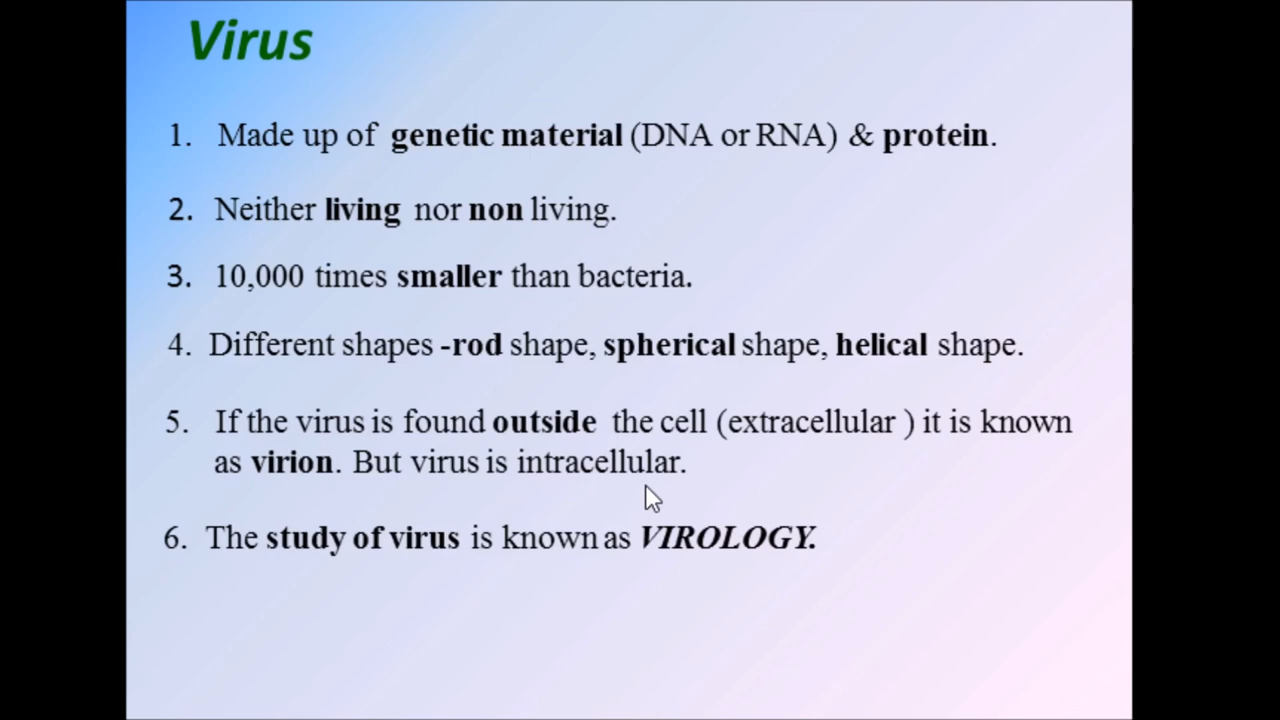 Virus
1. Made up of genetic material (DNA or RNA) & protein.
2. Neither living nor non living.
3. 10,000 times smaller than bacteria.
4. Different shapes -rod shape, spherical shape, helical shape.
5. If the virus is found outside the cell (extracellular ) it is known
as virion. But virus is intracellular.
6. The study of virus is known as VIROLOGY.